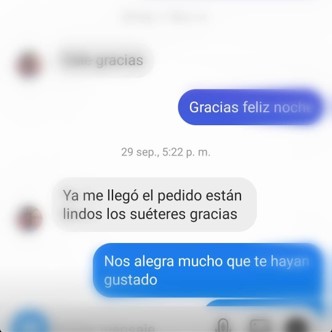 gracias
Gracias feliz noche
29 sep., 5:22 p. m.
Ya me llegó el pedido están
lindos los suéteres gracias
Nos alegra mucho que te hayan
gustado